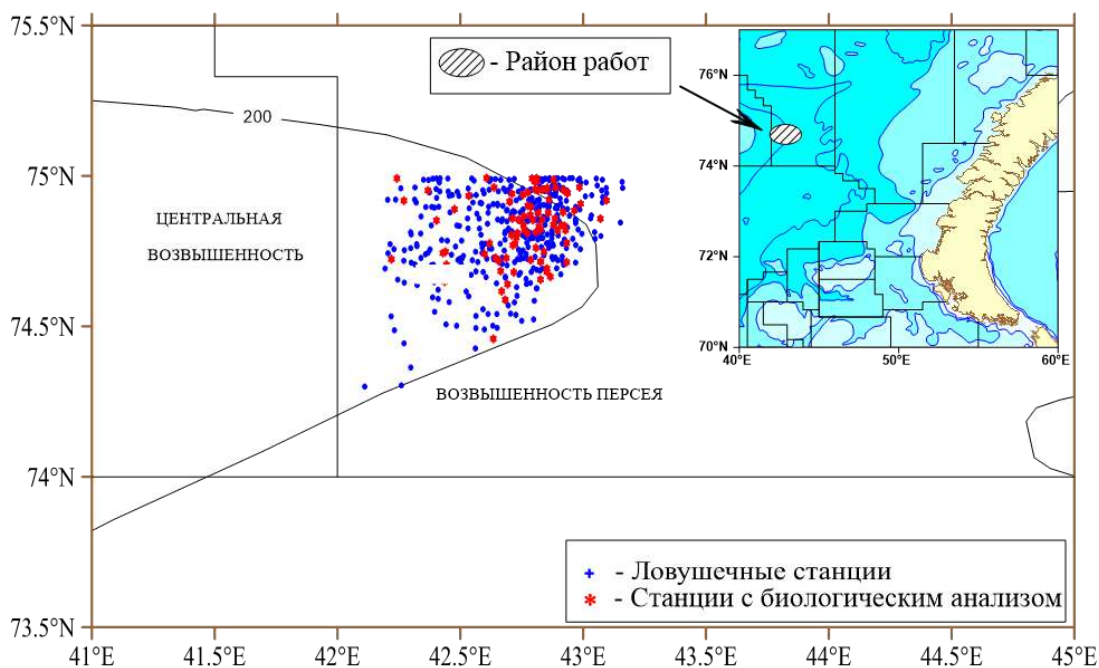 75.5°N
- Район работ
76°N
74°N
72°N
70°N
40°E
50°E
60°E
200
75°N
ЦЕНТРАЛЬНАЯ
ВОЗВЫШЕННОСТЬ
74.5°N
ВОЗВЫШЕННОСТЬ ПЕРСЕЯ
74°N
- Ловушечные станции
- Станции с биологическим анализом
73.5°N
41°E
41.5°E
42°E
42.5°E
43°E
43.5°E
44°E
44.5°E
45°E